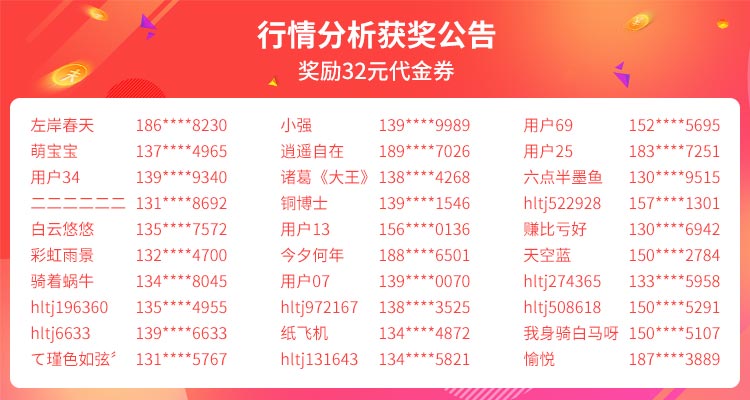 行情分析获奖公告
奖励32元代金券
左岸春天 186****8230 小强 139****9989 用户69 152****5695
萌宝宝 137****4965 逍遥自在 189****7026 用户25 183****7251
用户34 139****9340 诸葛《大王》 138****4268 六点半墨鱼 130****9515
二二二二二二 131****8692 铜博士 139****1546 hltj522928 157****1301
白云悠悠 135****7572 用户13 156****0136 赚比亏好 130****6942
彩虹雨景 132****4700 今夕何年 188****6501 天空蓝 150****2784
骑着蜗牛 134****8045 用户07 139****0070 hltj274365 133****5958
hltj196360 135****4955 hltj972167 138****3525 hltj508618 150****5291
hltj6633 139****6633 纸飞机 134****4872 我身骑白马呀 150****5107
て瑾色如弦彡 131****5767 hltj131643 134****5821 愉悦 187****3889